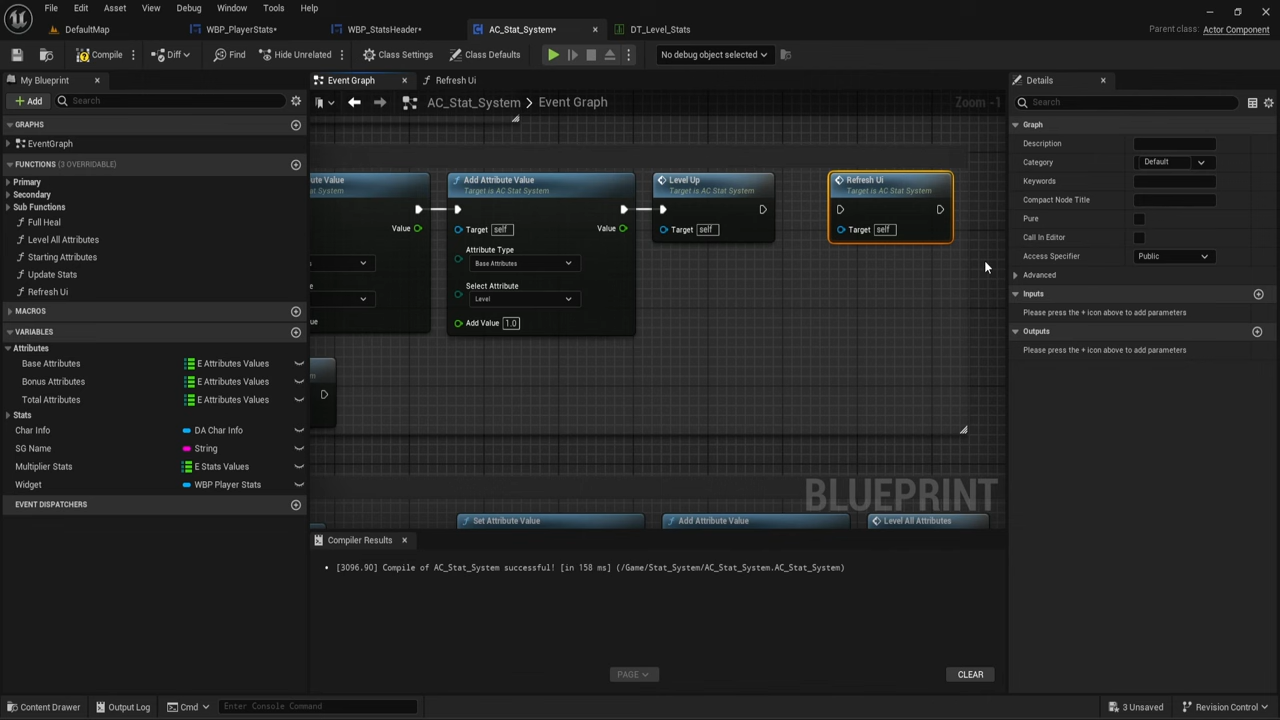 File Edit Asset View Debug Window Tools Help
DefaultMap WBP_PlayerStats* WBP_StatsHeader* AC_Stat_System* DT_Level_Stats
Parent class: Actor Component
Compile Diff Find Hide Unrelated Class Settings Class Defaults No debug object selected
My Blueprint Event Graph Refresh Ui Details
Add Search AC_Stat_System > Event Graph Zoom -1 Search
GRAPHS
EventGraph
FUNCTIONS (3 OVERRIDABLE)
Primary
Secondary
Sub Functions
Full Heal
Level All Attributes
Starting Attributes
Update Stats
Refresh Ui
MACROS
VARIABLES
Attributes
Base Attributes E Attributes Values
Bonus Attributes E Attributes Values
Total Attributes E Attributes Values
Stats
Char Info DA Char Info
SG Name String
Multiplier Stats E Stats Values
Widget WBP Player Stats
EVENT DISPATCHERS
ute Value
tat System
Value
s
e
ue
m
Add Attribute Value
Target is AC Stat System
Target self Value
Attribute Type
Base Attributes
Select Attribute
Level
Add Value 1.0
Level Up
Target is AC Stat System
Target self
Refresh Ui
Target is AC Stat System
Target self
BLUEPRINT
Set Attribute Value Add Attribute Value Level All Attributes
Graph
Description
Category Default
Keywords
Compact Node Title
Pure
Call In Editor
Access Specifier Public
Advanced
Inputs
Please press the + icon above to add parameters
Outputs
Please press the + icon above to add parameters
Compiler Results
[3096.90] Compile of AC_Stat_System successful! [in 158 ms] (/Game/Stat_System/AC_Stat_System.AC_Stat_System)
PAGE CLEAR
Content Drawer Output Log Cmd Enter Console Command 3 Unsaved Revision Control